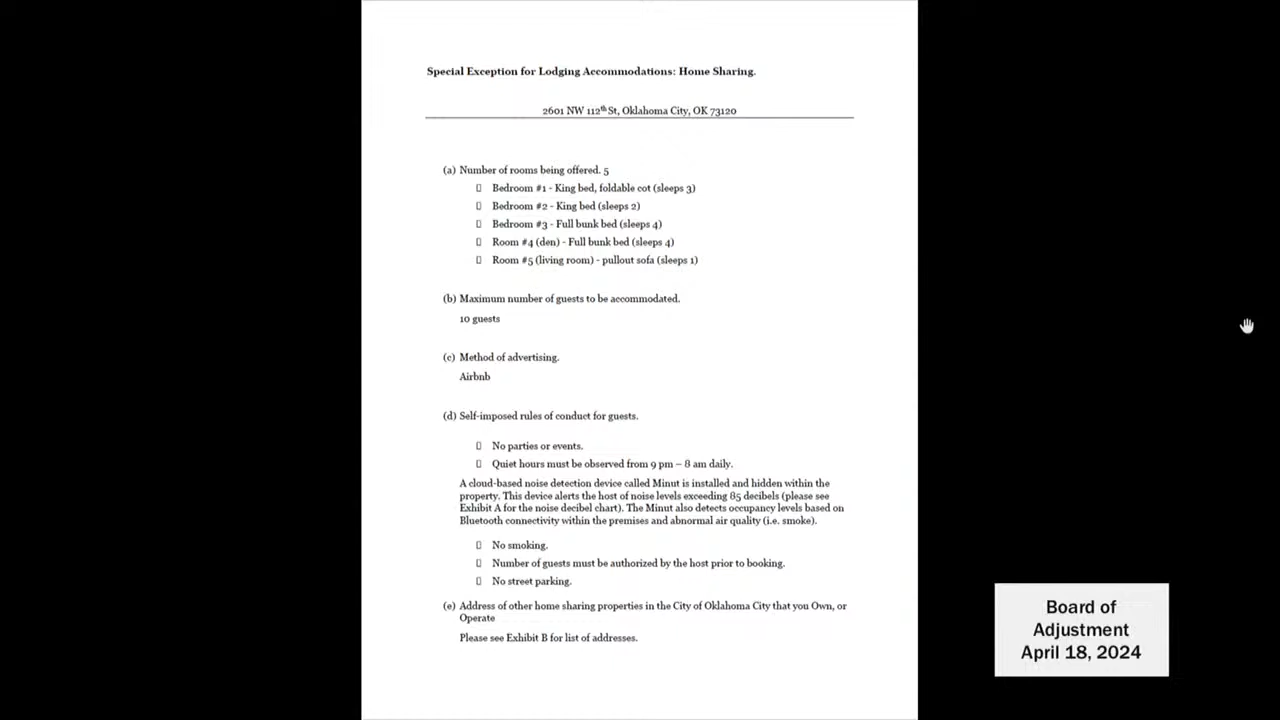 Special Exception for Lodging Accommodations: Home Sharing.
2601 NW 112th St, Oklahoma City, OK 73120
(a) Number of rooms being offered. 5
Bedroom #1 - King bed, foldable cot (sleeps 3)
Bedroom #2 - King bed (sleeps 2)
Bedroom #3 - Full bunk bed (sleeps 4)
Room #4 (den) - Full bunk bed (sleeps 4)
Room #5 (living room) - pullout sofa (sleeps 1)
(b) Maximum number of guests to be accommodated.
10 guests
(c) Method of advertising.
Airbnb
(d) Self-imposed rules of conduct for guests.
No parties or events.
Quiet hours must be observed from 9 pm – 8 am daily.
A cloud-based noise detection device called Minut is installed and hidden within the
property. This device alerts the host of noise levels exceeding 85 decibels (please see
Exhibit A for the noise decibel chart). The Minut also detects occupancy levels based on
Bluetooth connectivity within the premises and abnormal air quality (i.e. smoke).
No smoking.
Number of guests must be authorized by the host prior to booking.
No street parking.
(e) Address of other home sharing properties in the City of Oklahoma City that you Own, or
Operate
Please see Exhibit B for list of addresses.
Board of
Adjustment
April 18, 2024